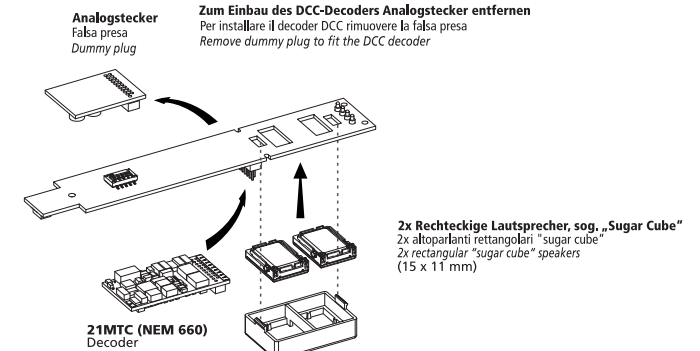 Analogstecker
Falsa presa
Dummy plug
Zum Einbau des DCC-Decoders Analogstecker entfernen
Per installare il decoder DCC rimuovere la falsa presa
Remove dummy plug to fit the DCC decoder
2x Rechteckige Lautsprecher, sog. „Sugar Cube"
2x altoparlanti rettangolari "sugar cube"
2x rectangular “sugar cube” speakers
(15 x 11 mm)
21MTC (NEM 660)
Decoder